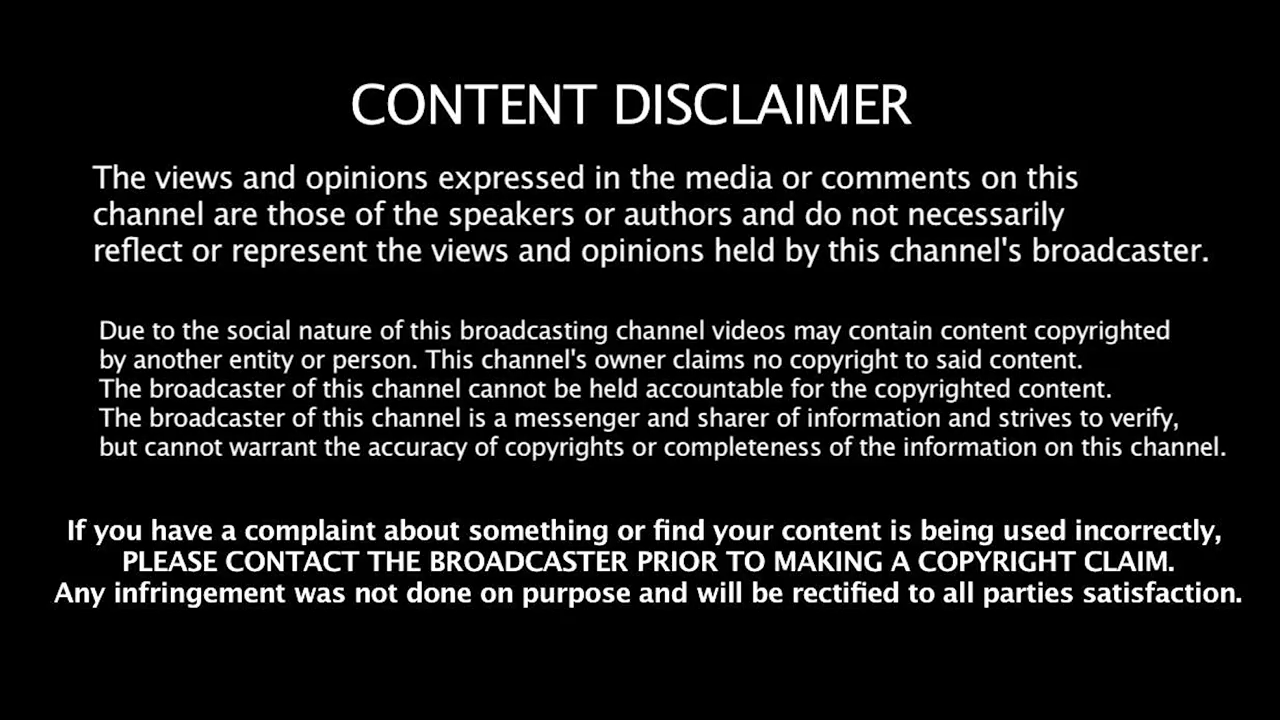 CONTENT DISCLAIMER
The views and opinions expressed in the media or comments on this
channel are those of the speakers or authors and do not necessarily
reflect or represent the views and opinions held by this channel's broadcaster.
Due to the social nature of this broadcasting channel videos may contain content copyrighted
by another entity or person. This channel's owner claims no copyright to said content.
The broadcaster of this channel cannot be held accountable for the copyrighted content.
The broadcaster of this channel is a messenger and sharer of information and strives to verify,
but cannot warrant the accuracy of copyrights or completeness of the information on this channel.
If you have a complaint about something or find your content is being used incorrectly,
PLEASE CONTACT THE BROADCASTER PRIOR TO MAKING A COPYRIGHT CLAIM.
Any infringement was not done on purpose and will be rectified to all parties satisfaction.